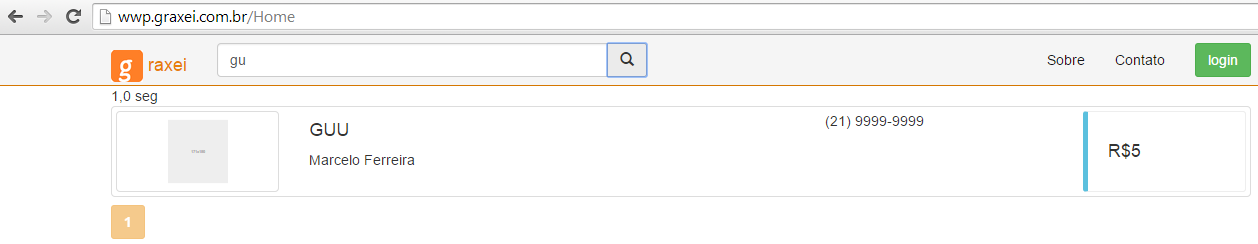 wwp.graxei.com.br/Home
g raxei
gu
Sobre
Contato
login
1,0 seg
GUU
(21) 9999-9999
Marcelo Ferreira
R$5
1